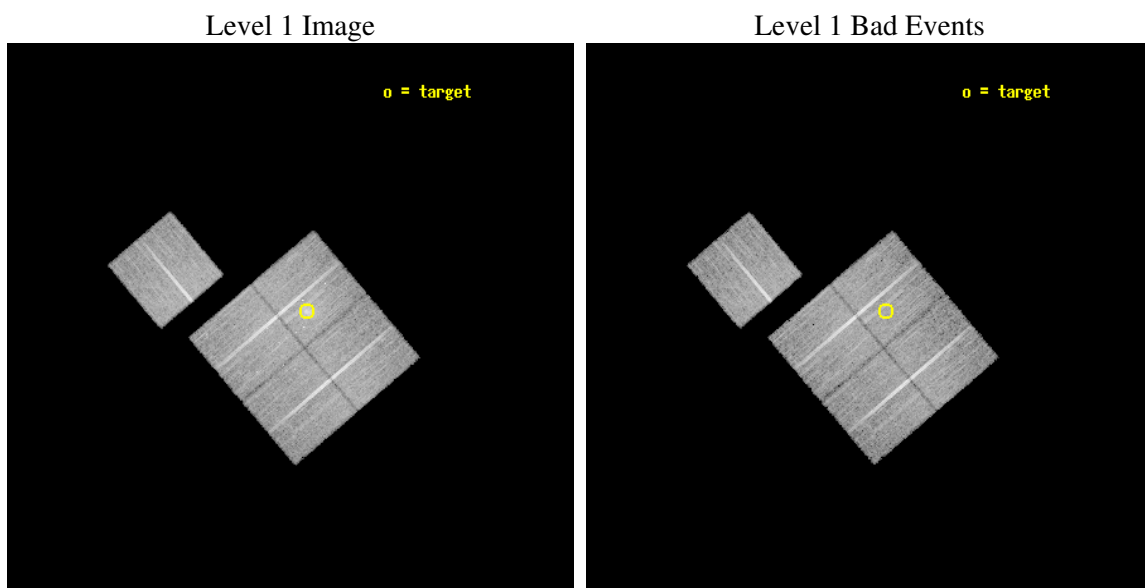 Level 1 Image
Level 1 Bad Events
o = target
o = target